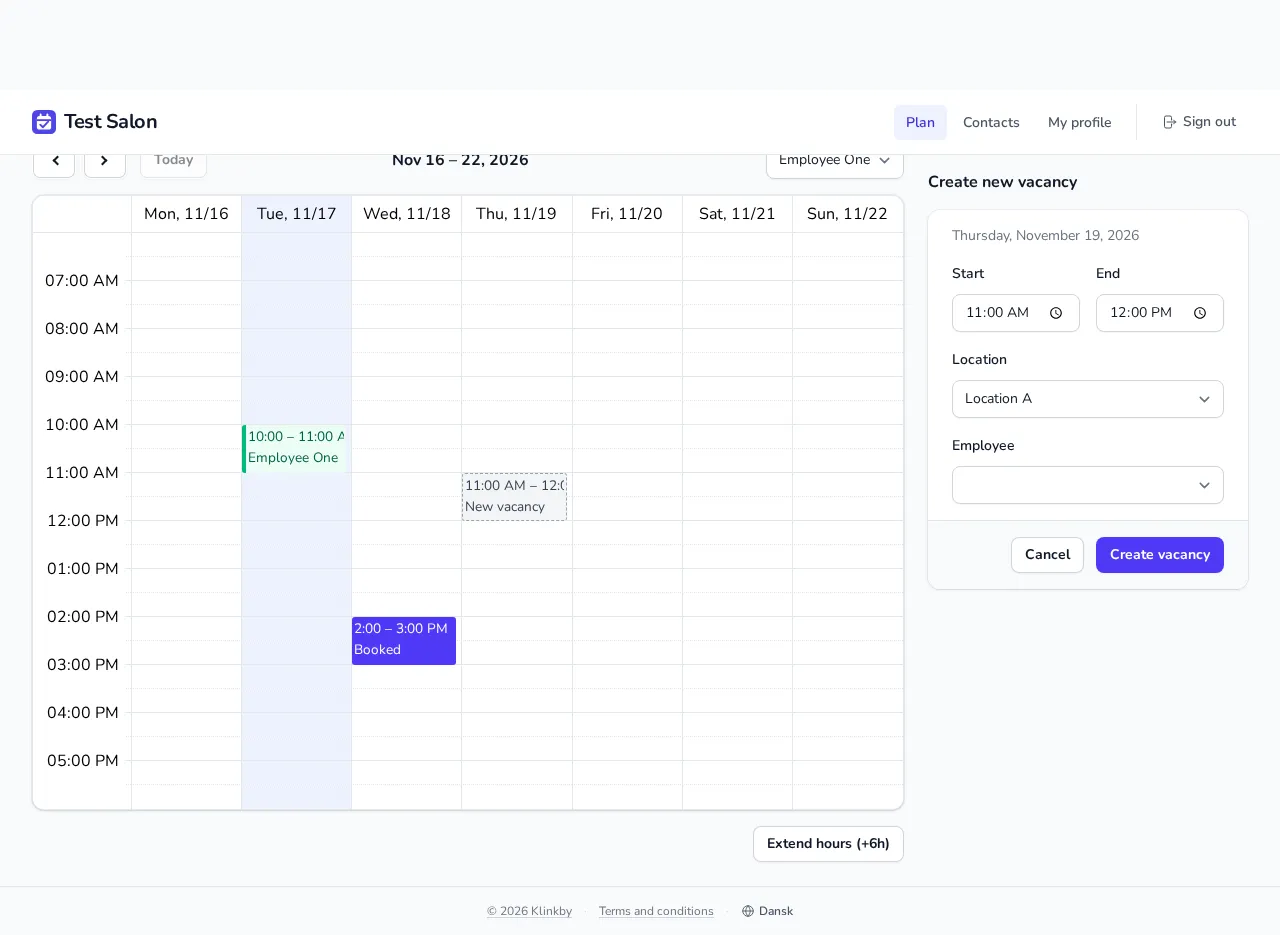 Test Salon
Plan
Contacts
My profile
Sign out
Today
Nov 16 – 22, 2026
Employee One
Create new vacancy
Mon, 11/16
Tue, 11/17
Wed, 11/18
Thu, 11/19
Fri, 11/20
Sat, 11/21
Sun, 11/22
07:00 AM
08:00 AM
09:00 AM
10:00 AM
11:00 AM
12:00 PM
01:00 PM
02:00 PM
03:00 PM
04:00 PM
05:00 PM
10:00 – 11:00 A
Employee One
2:00 – 3:00 PM
Booked
11:00 AM – 12:0
New vacancy
Thursday, November 19, 2026
Start
End
11:00 AM
12:00 PM
Location
Location A
Employee
Cancel
Create vacancy
Extend hours (+6h)
© 2026 Klinkby · Terms and conditions · Dansk